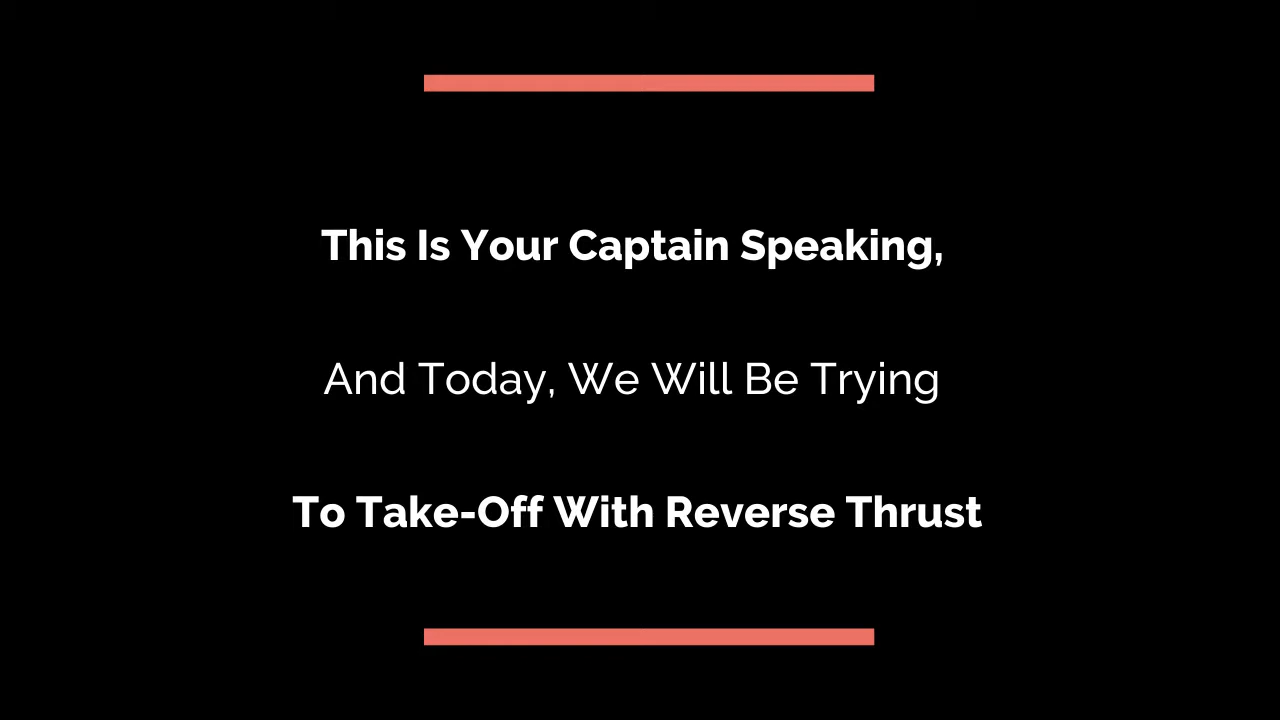 This Is Your Captain Speaking,
And Today, We Will Be Trying
To Take-Off With Reverse Thrust